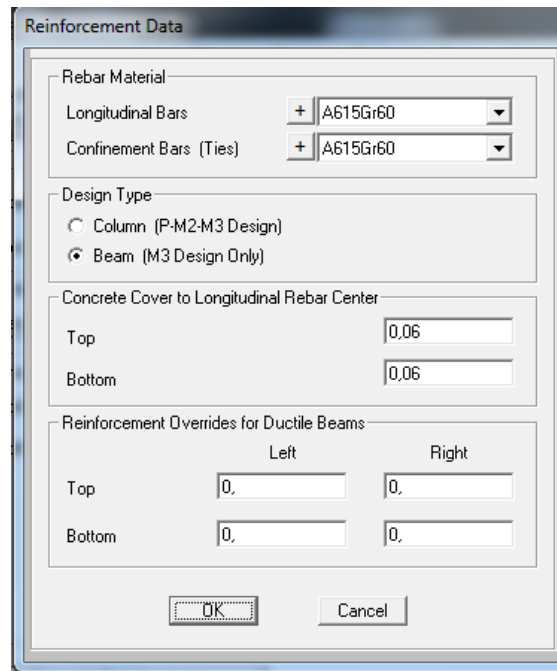 Reinforcement Data
Rebar Material
Longitudinal Bars + A615Gr60
Confinement Bars (Ties) + A615Gr60
Design Type
Column (P-M2-M3 Design)
Beam (M3 Design Only)
Concrete Cover to Longitudinal Rebar Center
Top 0,06
Bottom 0,06
Reinforcement Overrides for Ductile Beams
Left Right
Top 0, 0,
Bottom 0, 0,
OK Cancel